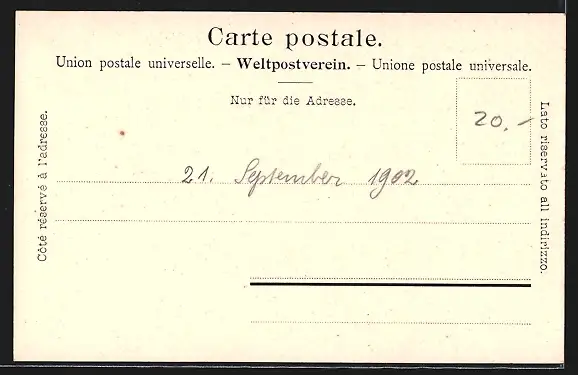 Carte postale.
Union postale universelle. – Weltpostverein. – Unione postale universale.
Nur für die Adresse.
20.–
Côté réservé à l'adresse.
Lato riservato all indirizzo.
21. September 1902